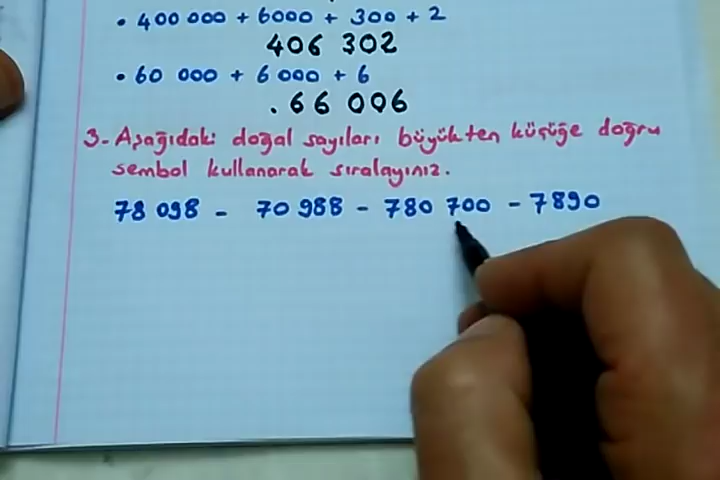 • 400 000 + 6000 + 300 + 2
406 302
• 60 000 + 6 000 + 6
.66 006
3- Aşağıdaki doğal sayıları büyükten küçüğe doğru
sembol kullanarak sıralayınız.
78 098 - 70 988 - 780 700 - 7890